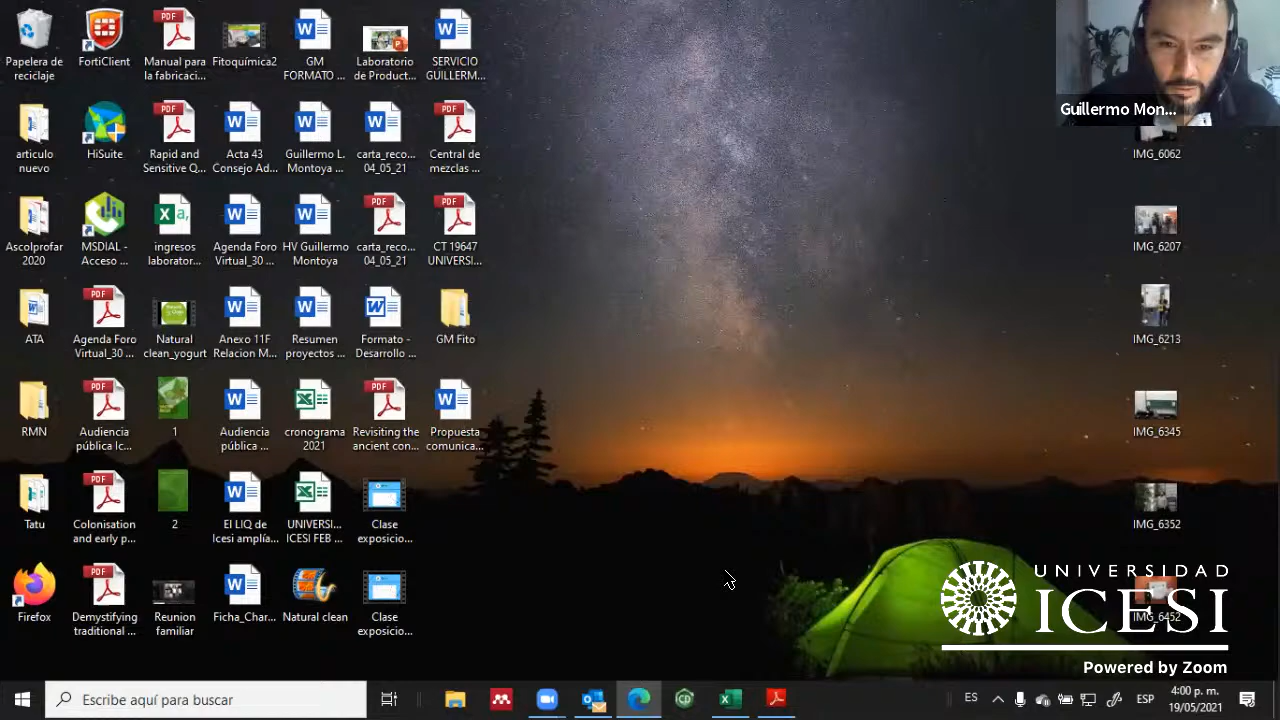 Papelera de
reciclaje
FortiClient
Manual para
la fabricaci...
Fitoquímica2
GM
FORMATO ...
Laboratorio
de Product...
SERVICIO
GUILLERM...
articulo
nuevo
HiSuite
Rapid and
Sensitive Q...
Acta 43
Consejo Ad...
Guillermo L.
Montoya ...
carta_reco...
04_05_21
Central de
mezclas ...
Ascolprofar
2020
MSDIAL -
Acceso ...
ingresos
laborator...
Agenda Foro
Virtual_30 ...
HV Guillermo
Montoya
carta_reco...
04_05_21
CT 19647
UNIVERSI...
ATA
Agenda Foro
Virtual_30 ...
Natural
clean_yogurt
Anexo 11F
Relacion M...
Resumen
proyectos ...
Formato -
Desarrollo ...
GM Fito
RMN
Audiencia
pública Ic...
1
Audiencia
pública ...
cronograma
2021
Revisiting the
ancient con...
Propuesta
comunica...
Tatu
Colonisation
and early p...
2
El LIQ de
Icesi amplía...
UNIVERSI...
ICESI FEB ...
Clase
exposicio...
Firefox
Demystifying
traditional ...
Reunion
familiar
Ficha_Char...
Natural clean
Clase
exposicio...
Guillermo Mon...
IMG_6062
IMG_6207
IMG_6213
IMG_6345
IMG_6352
IMG_6452
UNIVERSIDAD
ICESI
Powered by Zoom
Escribe aquí para buscar
ES
ESP
4:00 p. m.
19/05/2021